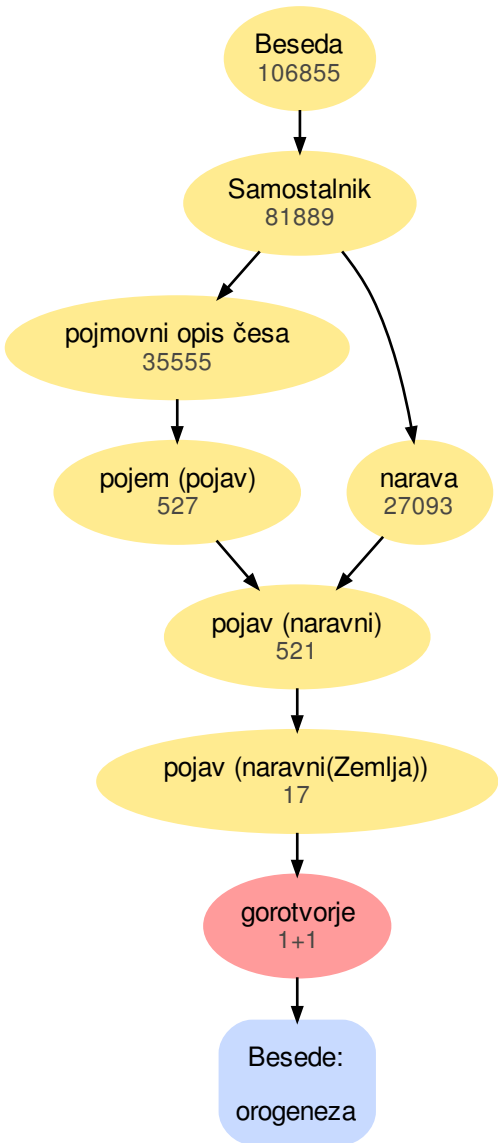 Beseda
106855
Samostalnik
81889
pojmovni opis česa
35555
pojem (pojav)
527
narava
27093
pojav (naravni)
521
pojav (naravni(Zemlja))
17
gorotvorje
1+1
Besede:
orogeneza